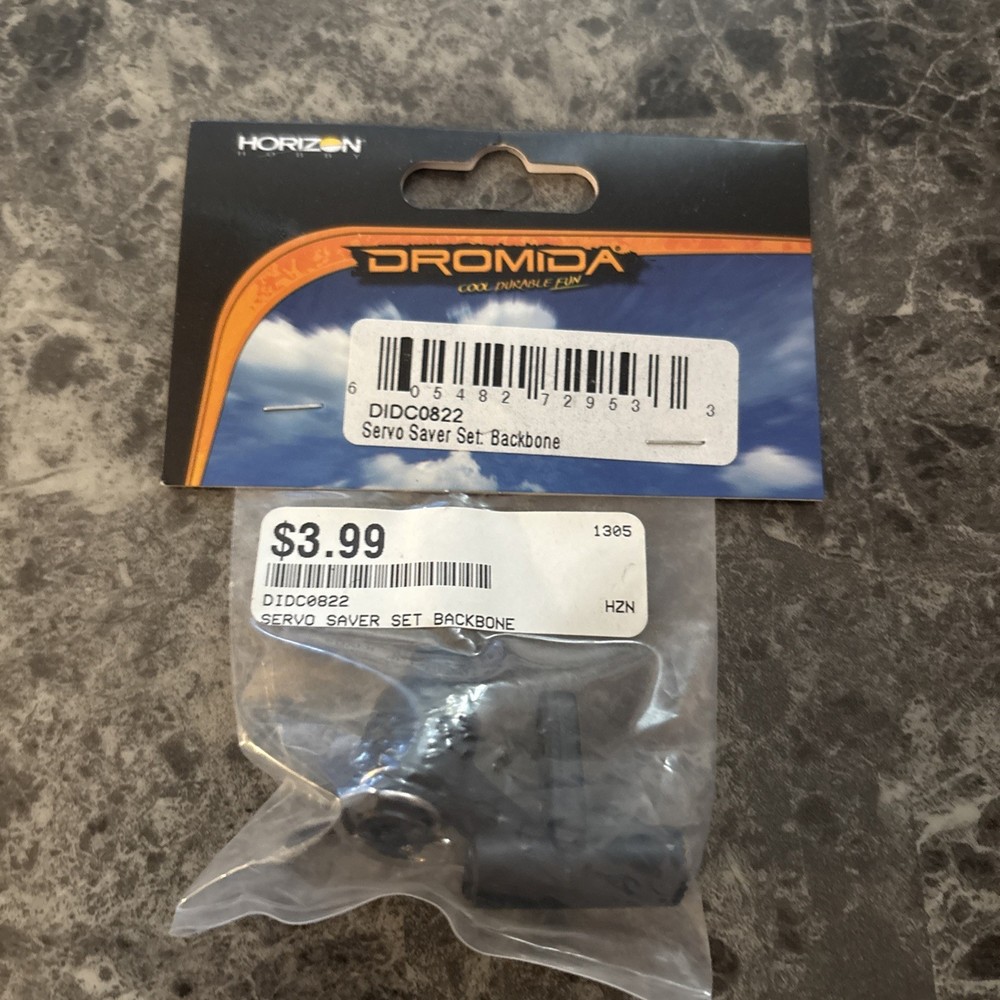 HORIZON
HOBBY
DROMIDA
COOL DURABLE FUN
6 05482 72953 3
DIDC0822
Servo Saver Set: Backbone
$3.99
1305
DIDC0822
HZN
SERVO SAVER SET BACKBONE